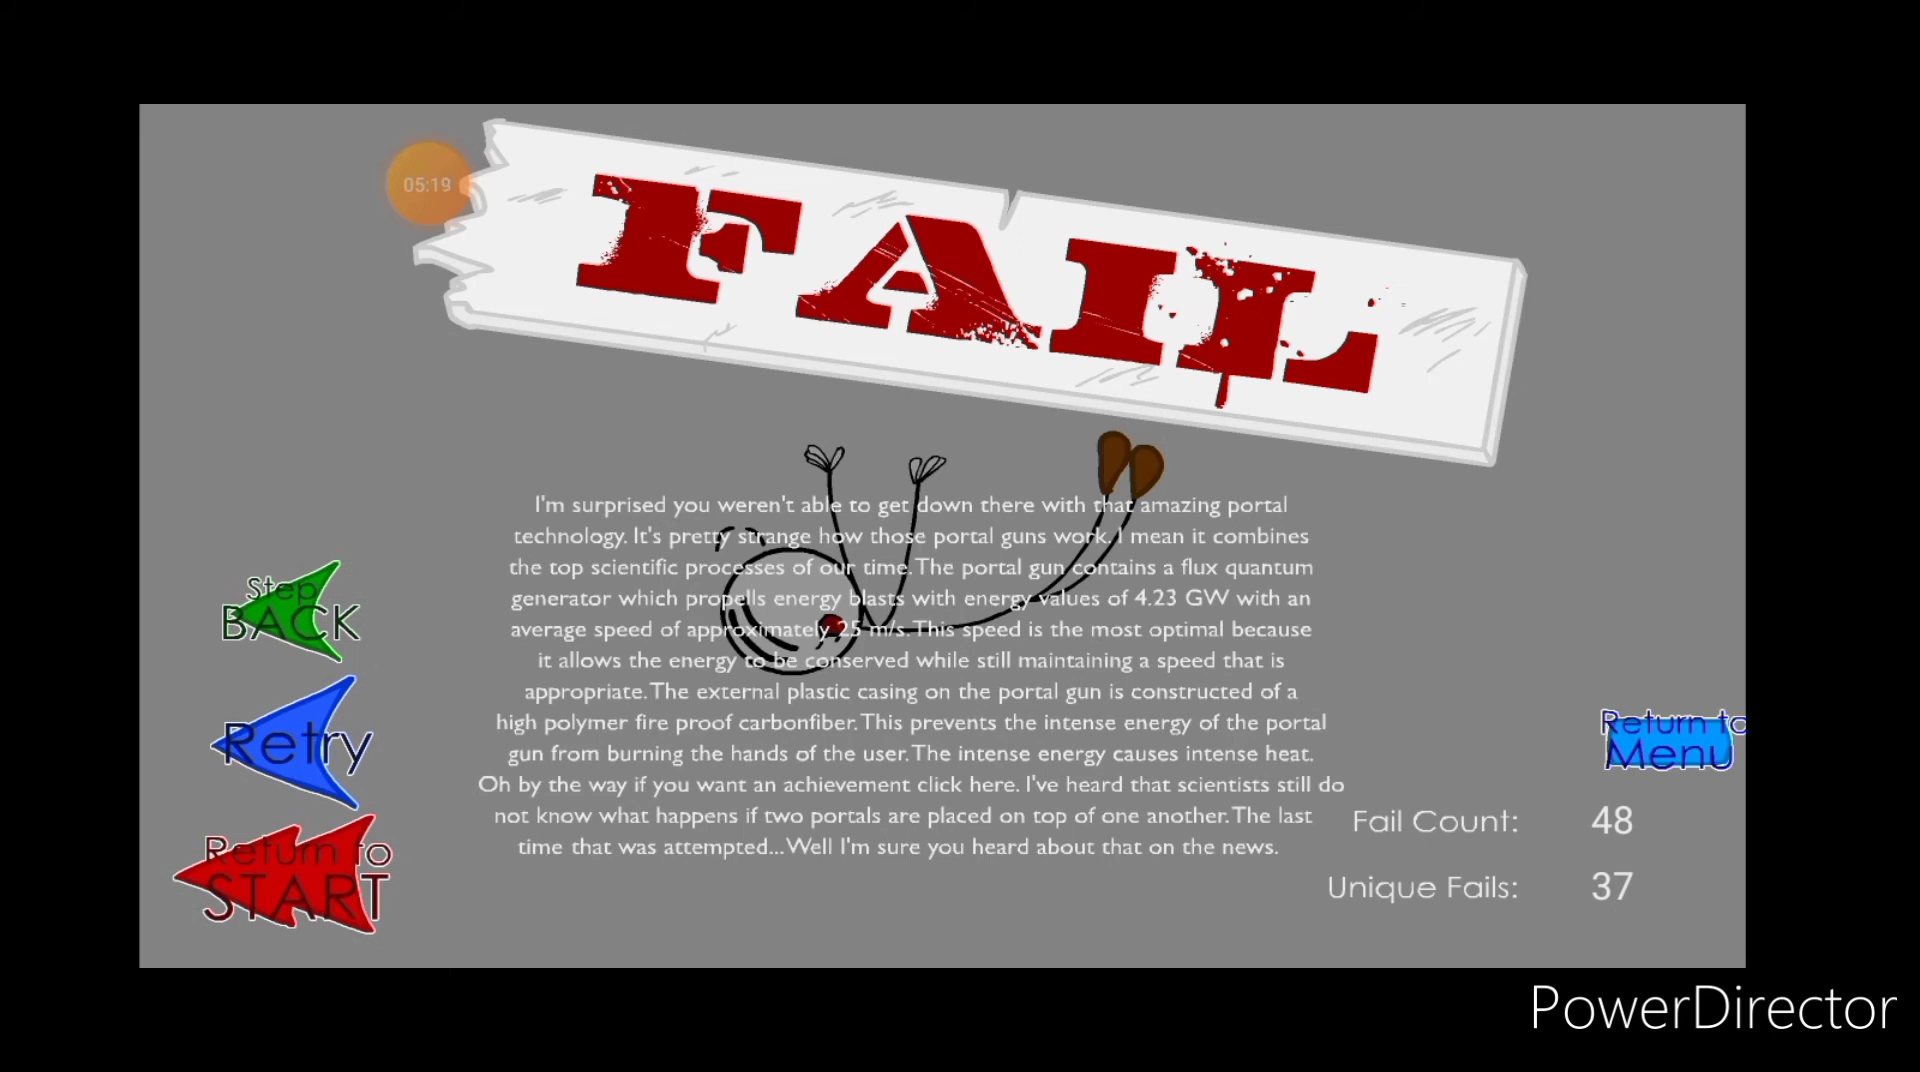 05:19
FAIL
I'm surprised you weren't able to get down there with that amazing portal
technology. It's pretty strange how those portal guns work. I mean it combines
the top scientific processes of our time. The portal gun contains a flux quantum
generator which propells energy blasts with energy values of 4.23 GW with an
average speed of approximately 25 m/s. This speed is the most optimal because
it allows the energy to be conserved while still maintaining a speed that is
appropriate. The external plastic casing on the portal gun is constructed of a
high polymer fire proof carbonfiber. This prevents the intense energy of the portal
gun from burning the hands of the user. The intense energy causes intense heat.
Oh by the way if you want an achievement click here. I've heard that scientists still do
not know what happens if two portals are placed on top of one another. The last
time that was attempted... Well I'm sure you heard about that on the news.
Step
BACK
Retry
Return to
START
Return to
Menu
Fail Count: 48
Unique Fails: 37
PowerDirector